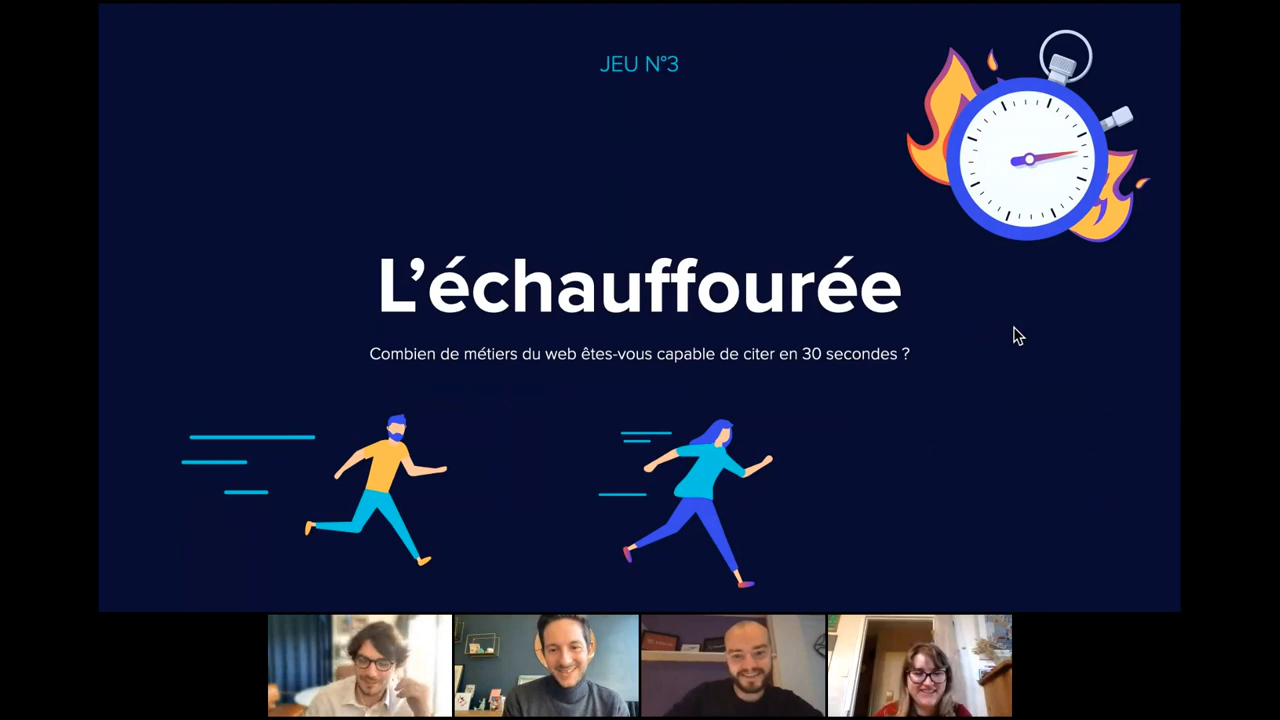 JEU N°3
L’échauffourée
Combien de métiers du web êtes-vous capable de citer en 30 secondes ?